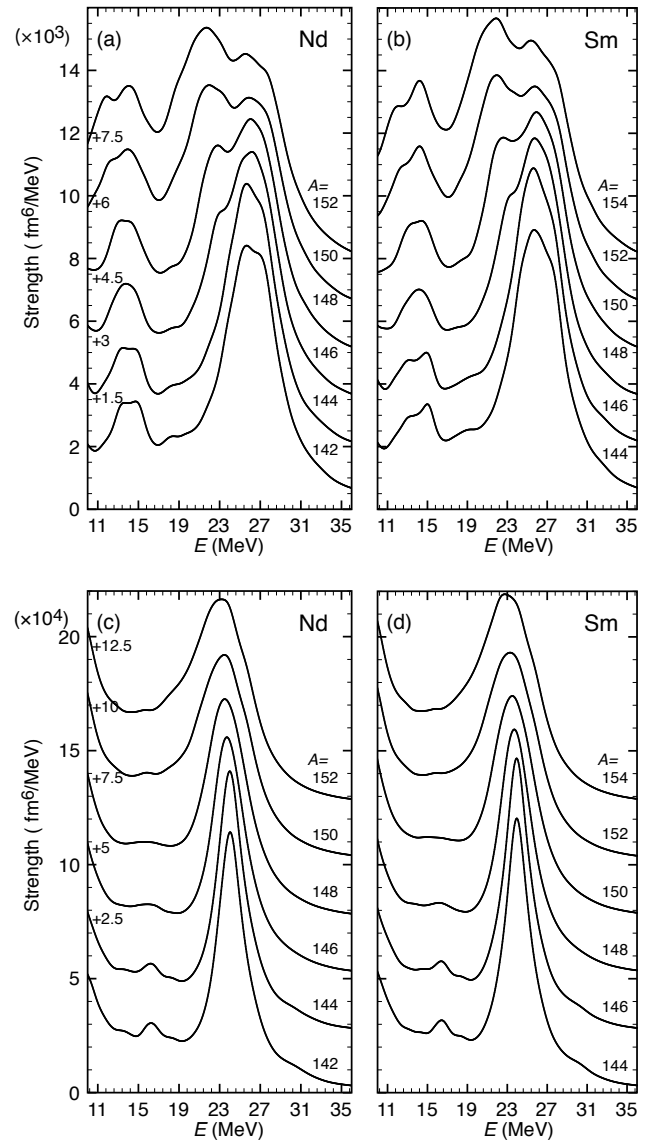 (×10³)
(a)
Nd
(b)
Sm
14
12
10
8
6
4
2
0
Strength ( fm⁶/MeV)
+7.5
+6
+4.5
+3
+1.5
A=
152
150
148
146
144
142
A=
154
152
150
148
146
144
11 15 19 23 27 31 35
E (MeV)
11 15 19 23 27 31 35
E (MeV)
(×10⁴)
(c)
Nd
(d)
Sm
20
15
10
5
0
Strength ( fm⁶/MeV)
+12.5
+10
+7.5
+5
+2.5
A=
152
150
148
146
144
142
A=
154
152
150
148
146
144
11 15 19 23 27 31 35
E (MeV)
11 15 19 23 27 31 35
E (MeV)